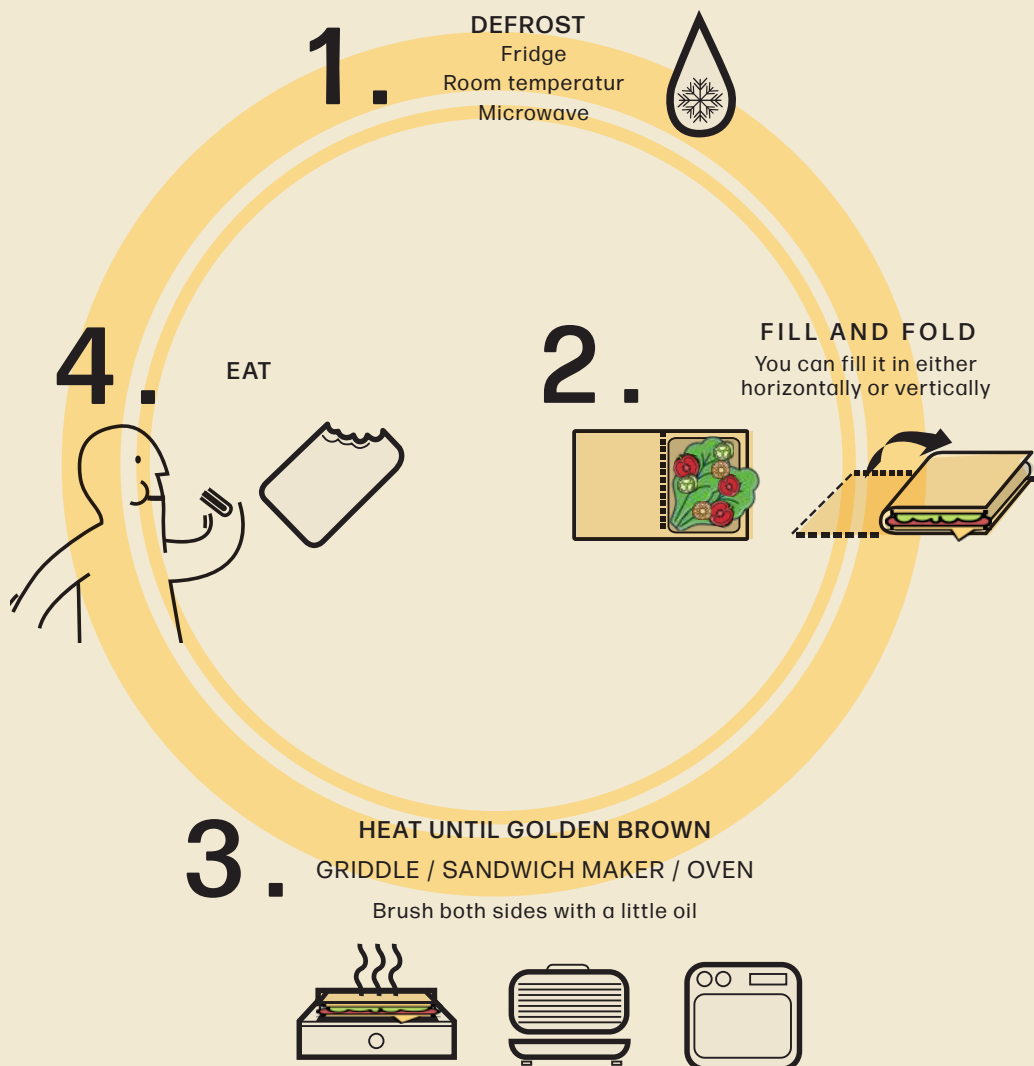 1.
DEFROST
Fridge
Room temperatur
Microwave
2.
FILL AND FOLD
You can fill it in either
horizontally or vertically
3.
HEAT UNTIL GOLDEN BROWN
GRIDDLE / SANDWICH MAKER / OVEN
Brush both sides with a little oil
4.
EAT